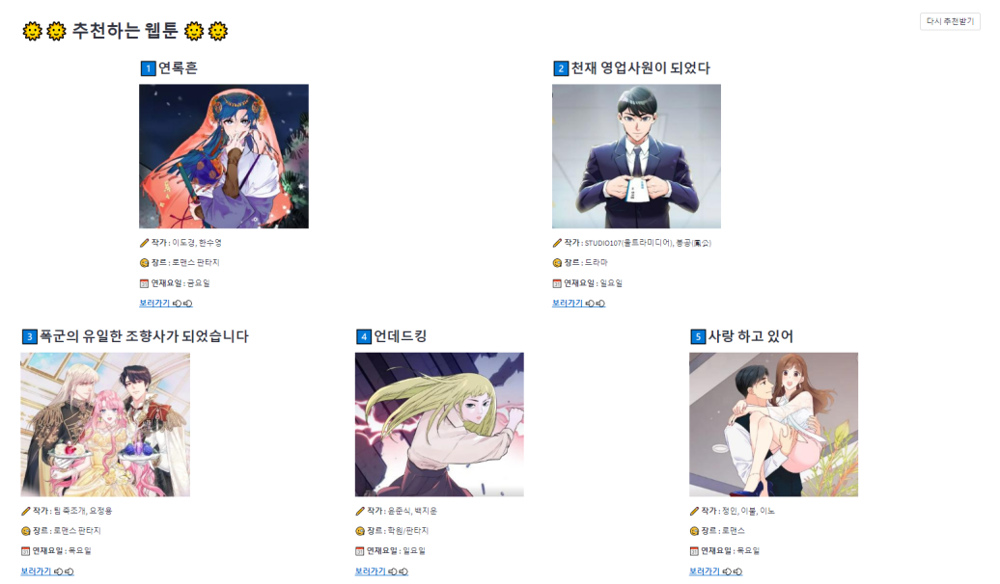 🌞🌞 추천하는 웹툰 🌞🌞
다시 추천받기
1 연록흔
✏️ 작가 : 이도경, 한수영
장르 : 로맨스 판타지
📅 연재요일 : 금요일
보러가기
2 천재 영업사원이 되었다
✏️ 작가 : STUDIO107(울트라미디어), 봉공(鳳公)
장르 : 드라마
📅 연재요일 : 일요일
보러가기
3 폭군의 유일한 조향사가 되었습니다
✏️ 작가 : 팀 죽조개, 요정용
장르 : 로맨스 판타지
📅 연재요일 : 목요일
보러가기
4 언데드킹
✏️ 작가 : 윤준식, 백지운
장르 : 학원/판타지
📅 연재요일 : 일요일
보러가기
5 사랑 하고 있어
✏️ 작가 : 정인, 이불, 이노
장르 : 로맨스
📅 연재요일 : 목요일
보러가기